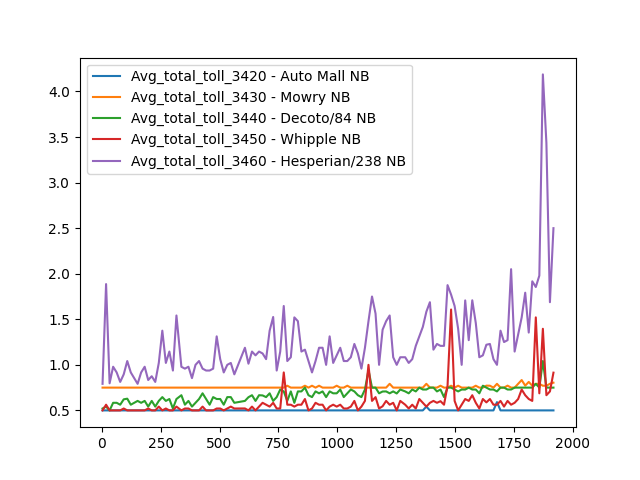 Avg_total_toll_3420 - Auto Mall NB
Avg_total_toll_3430 - Mowry NB
Avg_total_toll_3440 - Decoto/84 NB
Avg_total_toll_3450 - Whipple NB
Avg_total_toll_3460 - Hesperian/238 NB
4.0
3.5
3.0
2.5
2.0
1.5
1.0
0.5
0 250 500 750 1000 1250 1500 1750 2000